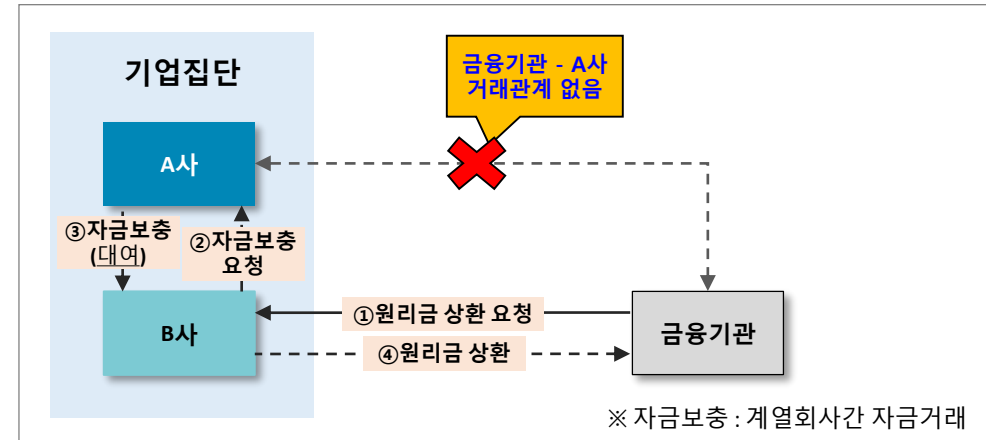 기업집단
금융기관 - A사
거래관계 없음
A사
③자금보충
(대여)
②자금보충
요청
B사
①원리금 상환 요청
④원리금 상환
금융기관
※ 자금보충 : 계열회사간 자금거래